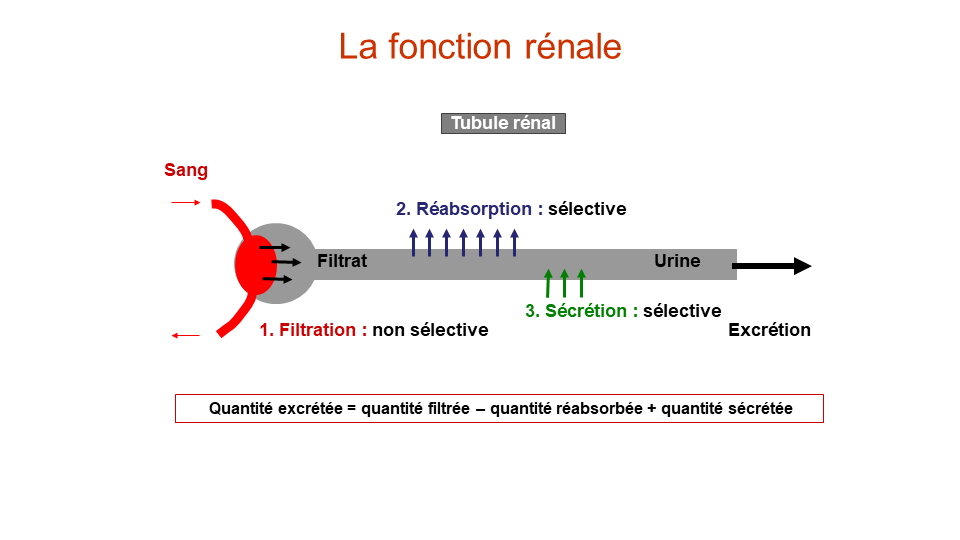 La fonction rénale
Tubule rénal
Sang
2. Réabsorption : sélective
Filtrat
Urine
3. Sécrétion : sélective
1. Filtration : non sélective
Excrétion
Quantité excrétée = quantité filtrée – quantité réabsorbée + quantité sécrétée